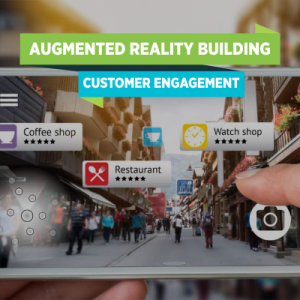 AUGMENTED REALITY BUILDING
CUSTOMER ENGAGEMENT
Coffee shop
Watch shop
Restaurant